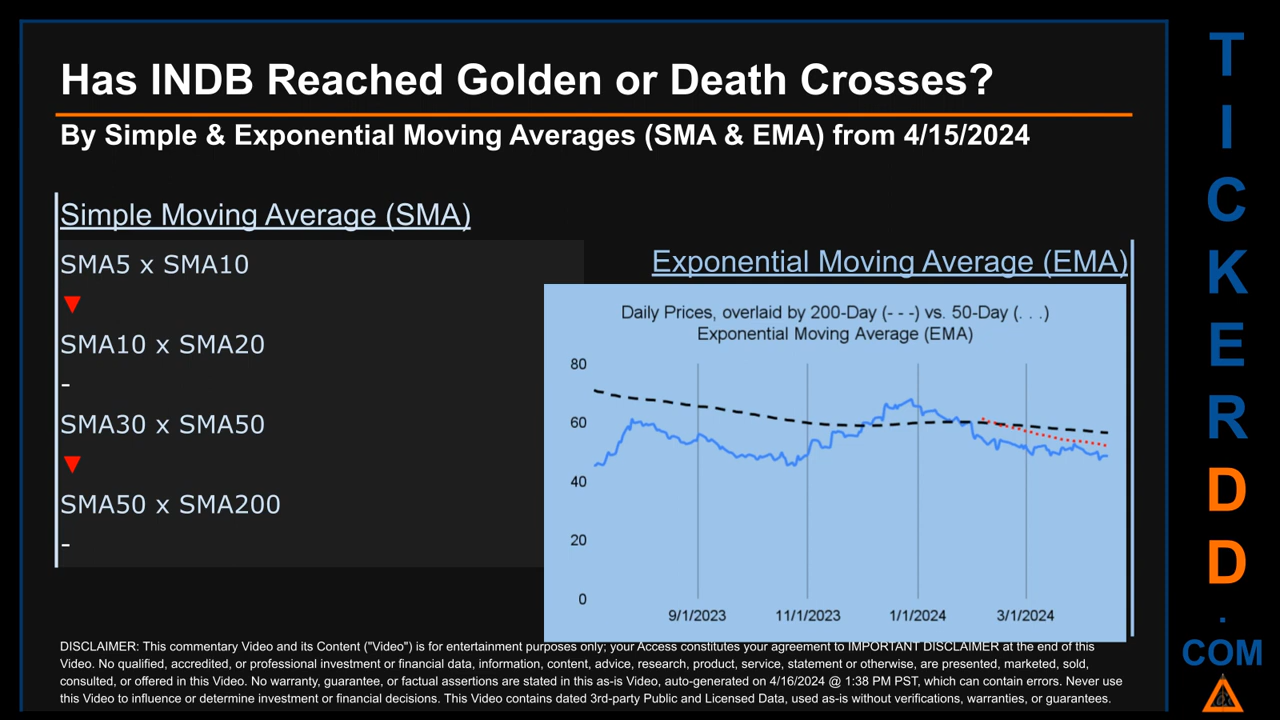 Has INDB Reached Golden or Death Crosses?
By Simple & Exponential Moving Averages (SMA & EMA) from 4/15/2024
Simple Moving Average (SMA)
SMA5 x SMA10
▼
SMA10 x SMA20
-
SMA30 x SMA50
▼
SMA50 x SMA200
-
Exponential Moving Average (EMA)
Daily Prices, overlaid by 200-Day (- - -) vs. 50-Day (. . .)
Exponential Moving Average (EMA)
80
60
40
20
0
9/1/2023 11/1/2023 1/1/2024 3/1/2024
DISCLAIMER: This commentary Video and its Content ("Video") is for entertainment purposes only; your Access constitutes your agreement to IMPORTANT DISCLAIMER at the end of this
Video. No qualified, accredited, or professional investment or financial data, information, content, advice, research, product, service, statement or otherwise, are presented, marketed, sold,
consulted, or offered in this Video. No warranty, guarantee, or factual assertions are stated in this as-is Video, auto-generated on 4/16/2024 @ 1:38 PM PST, which can contain errors. Never use
this Video to influence or determine investment or financial decisions. This Video contains dated 3rd-party Public and Licensed Data, used as-is without verifications, warranties, or guarantees.
T
I
C
K
E
R
D
D
.
COM